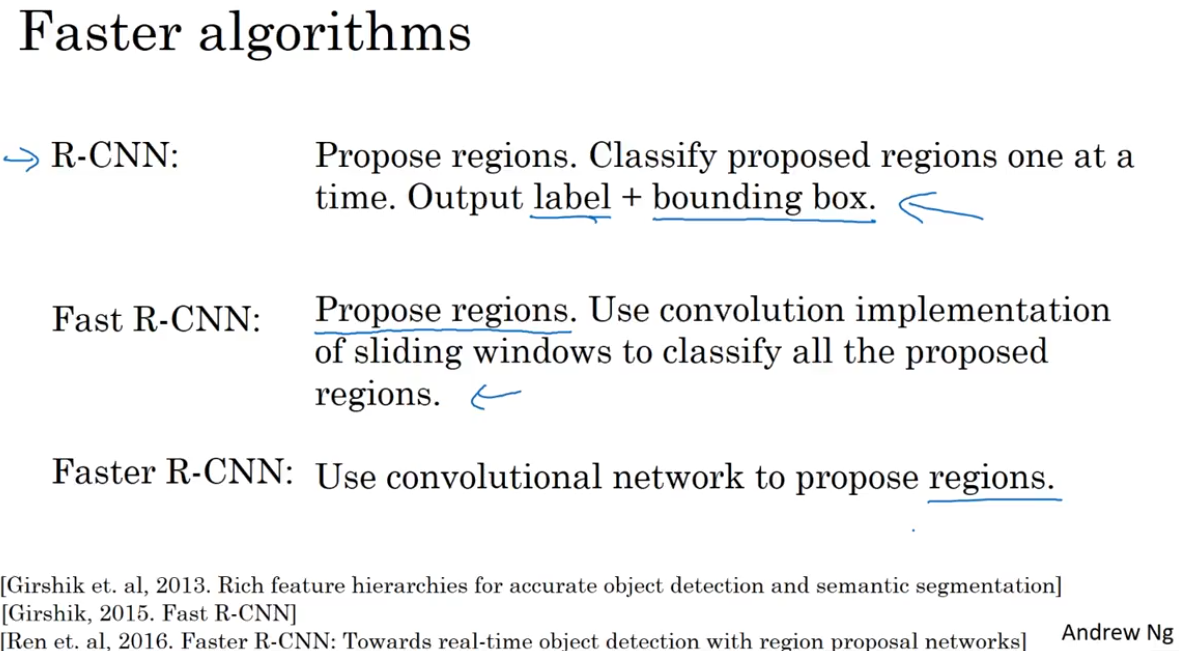 Faster algorithms
R-CNN: Propose regions. Classify proposed regions one at a
time. Output label + bounding box.
Fast R-CNN: Propose regions. Use convolution implementation
of sliding windows to classify all the proposed
regions.
Faster R-CNN: Use convolutional network to propose regions.
[Girshik et. al, 2013. Rich feature hierarchies for accurate object detection and semantic segmentation]
[Girshik, 2015. Fast R-CNN]
[Ren et. al, 2016. Faster R-CNN: Towards real-time object detection with region proposal networks]
Andrew Ng